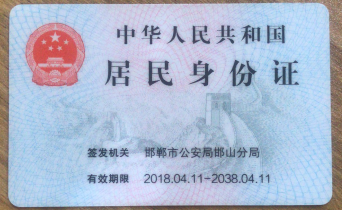 中华人民共和国
居民身份证
签发机关 邯郸市公安局邯山分局
有效期限 2018.04.11-2038.04.11